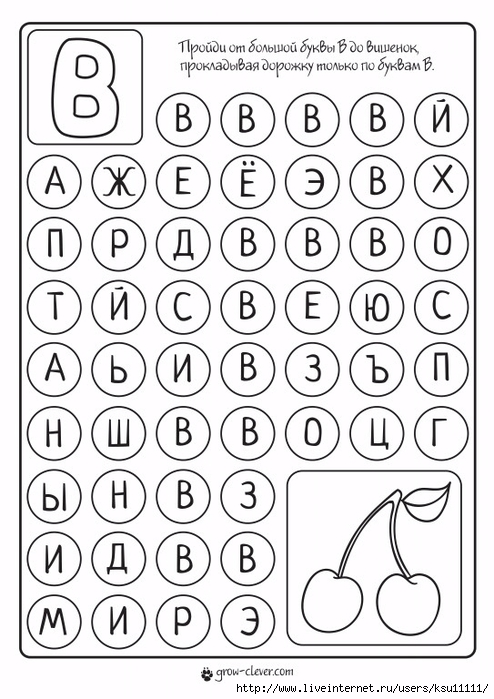 В
Пройди от большой буквы В до вишенок,
прокладывая дорожку только по буквам В.
В В В В Й
А Ж Е Ё Э В Х
П Р Д В В В О
Т Й С В Е Ю С
А Ь И В З Ъ П
Н Ш В В О Ц Г
Ы Н В З
И Д В В
М И Р Э
grow-clever.com
http://www.liveinternet.ru/users/ksu11111/